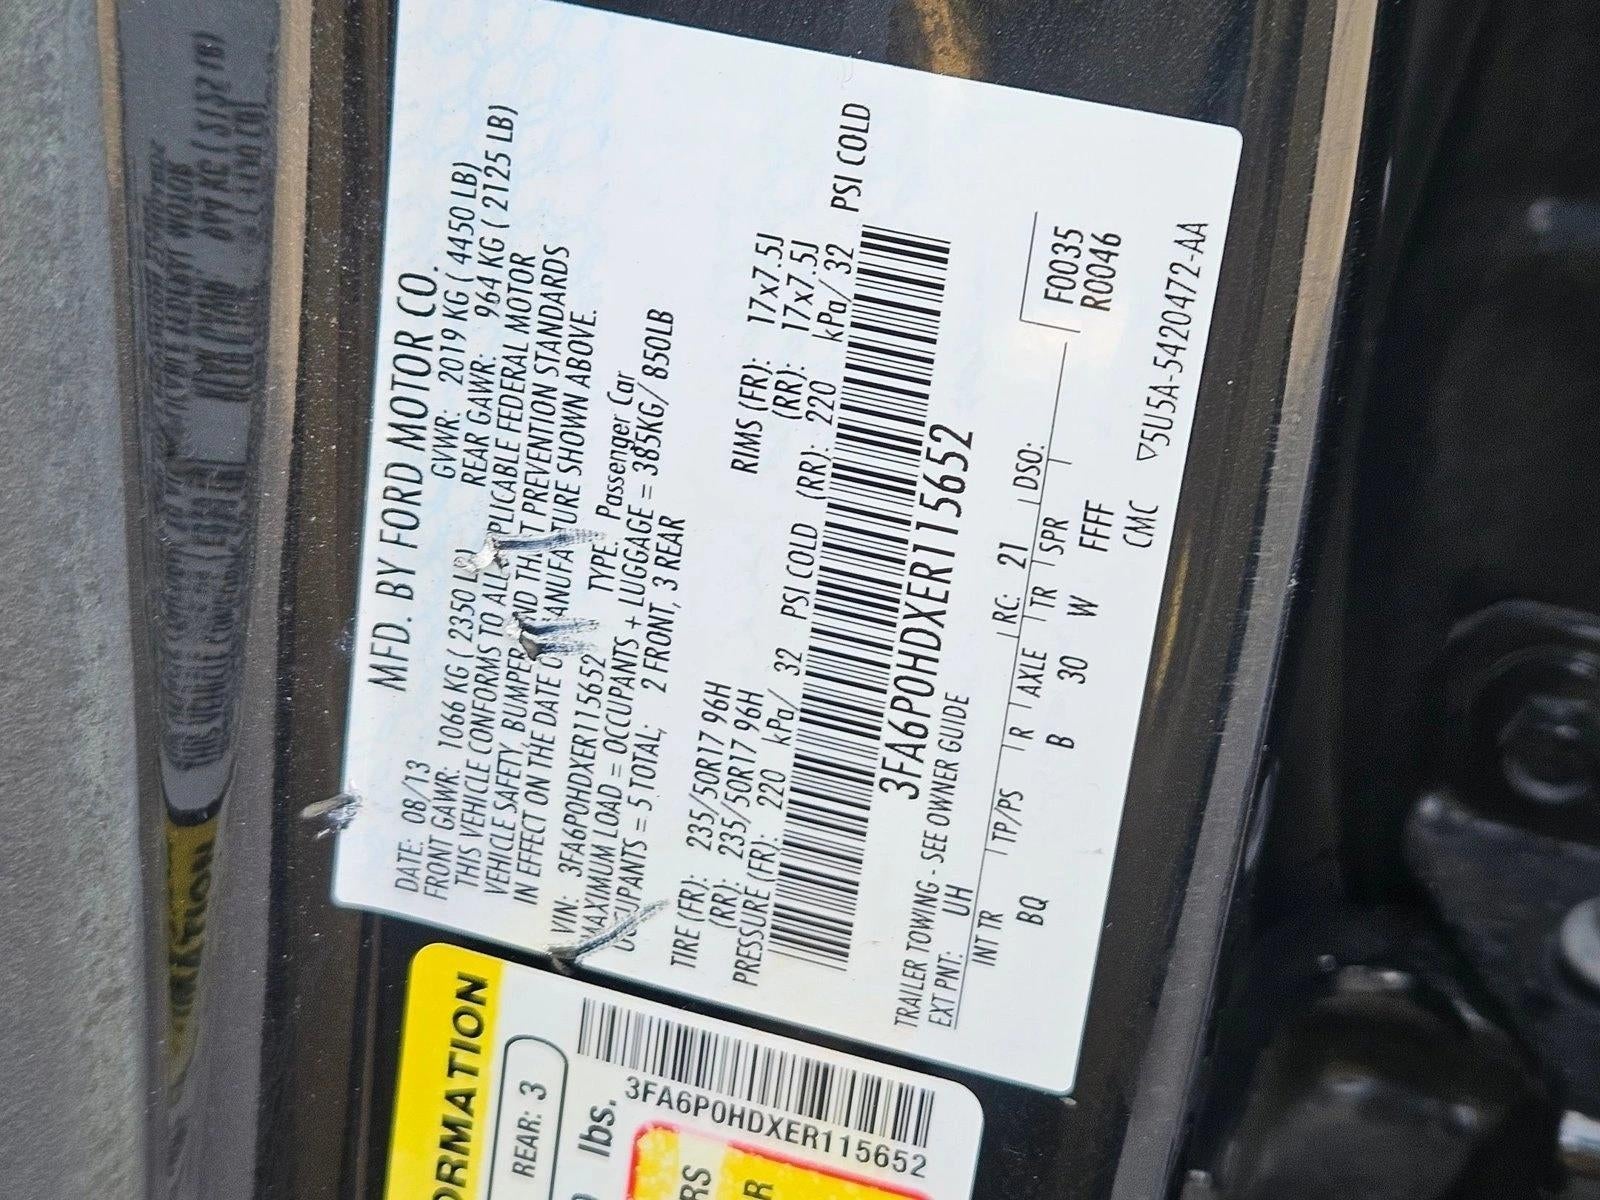 MFD. BY FORD MOTOR CO.
DATE: 08/13 GVWR: 2019 KG ( 4450 LB)
FRONT GAWR: 1066 KG ( 2350 REAR GAWR: 964 KG ( 2125 LB)
THIS VEHICLE CONFORMS TO ALL APPLICABLE FEDERAL MOTOR
VEHICLE SAFETY, BUMPER, AND THEFT PREVENTION STANDARDS
IN EFFECT ON THE DATE OF MANUFACTURE SHOWN ABOVE.
VIN: 3FA6P0HDXER115652 TYPE: Passenger Car
MAXIMUM LOAD = OCCUPANTS + LUGGAGE = 385KG/ 850LB
OCCUPANTS = 5 TOTAL; 2 FRONT, 3 REAR
TIRE (FR): 235/50R17 96H RIMS (FR): 17x7.5J
(RR): 235/50R17 96H (RR): 17x7.5J
PRESSURE (FR): 220 kPa/ 32 PSI COLD (RR): 220 kPa/ 32 PSI COLD
3FA6P0HDXER115652
TRAILER TOWING - SEE OWNER GUIDE
EXT PNT: UH RC: 21 DSO:
INT TR TP/PS R AXLE TR SPR
BQ B 30 W FFFF
F0035
R0046
CMC ▽5U5A-5420472-AA
ORMATION
REAR: 3
lbs.
3FA6P0HDXER115652
RS
R